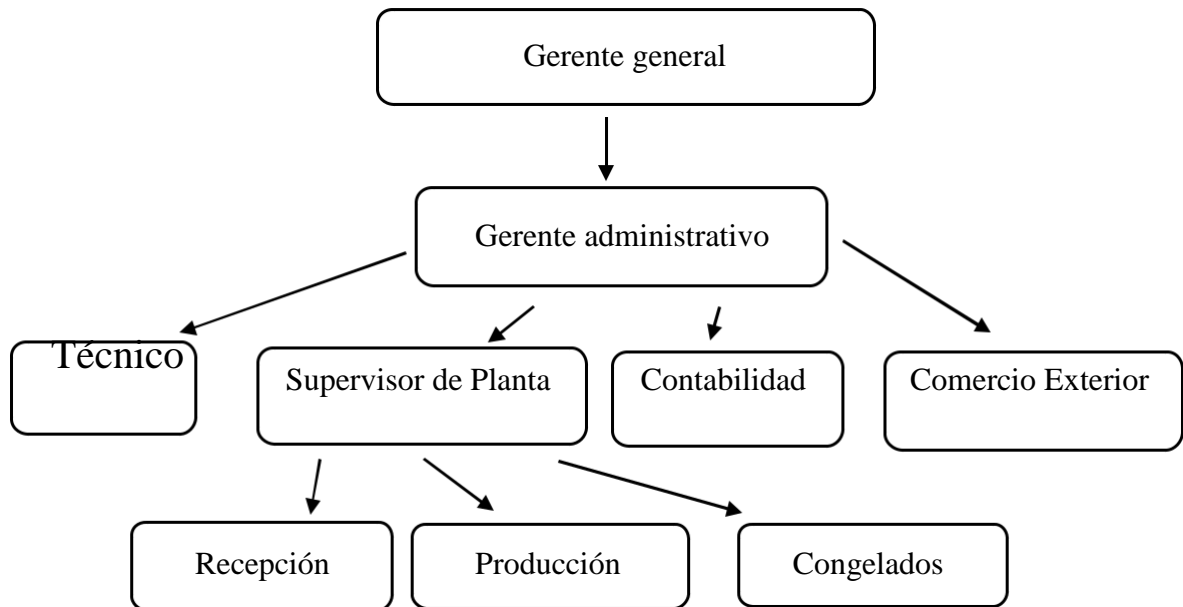 Gerente general
Gerente administrativo
Técnico
Supervisor de Planta
Contabilidad
Comercio Exterior
Recepción
Producción
Congelados